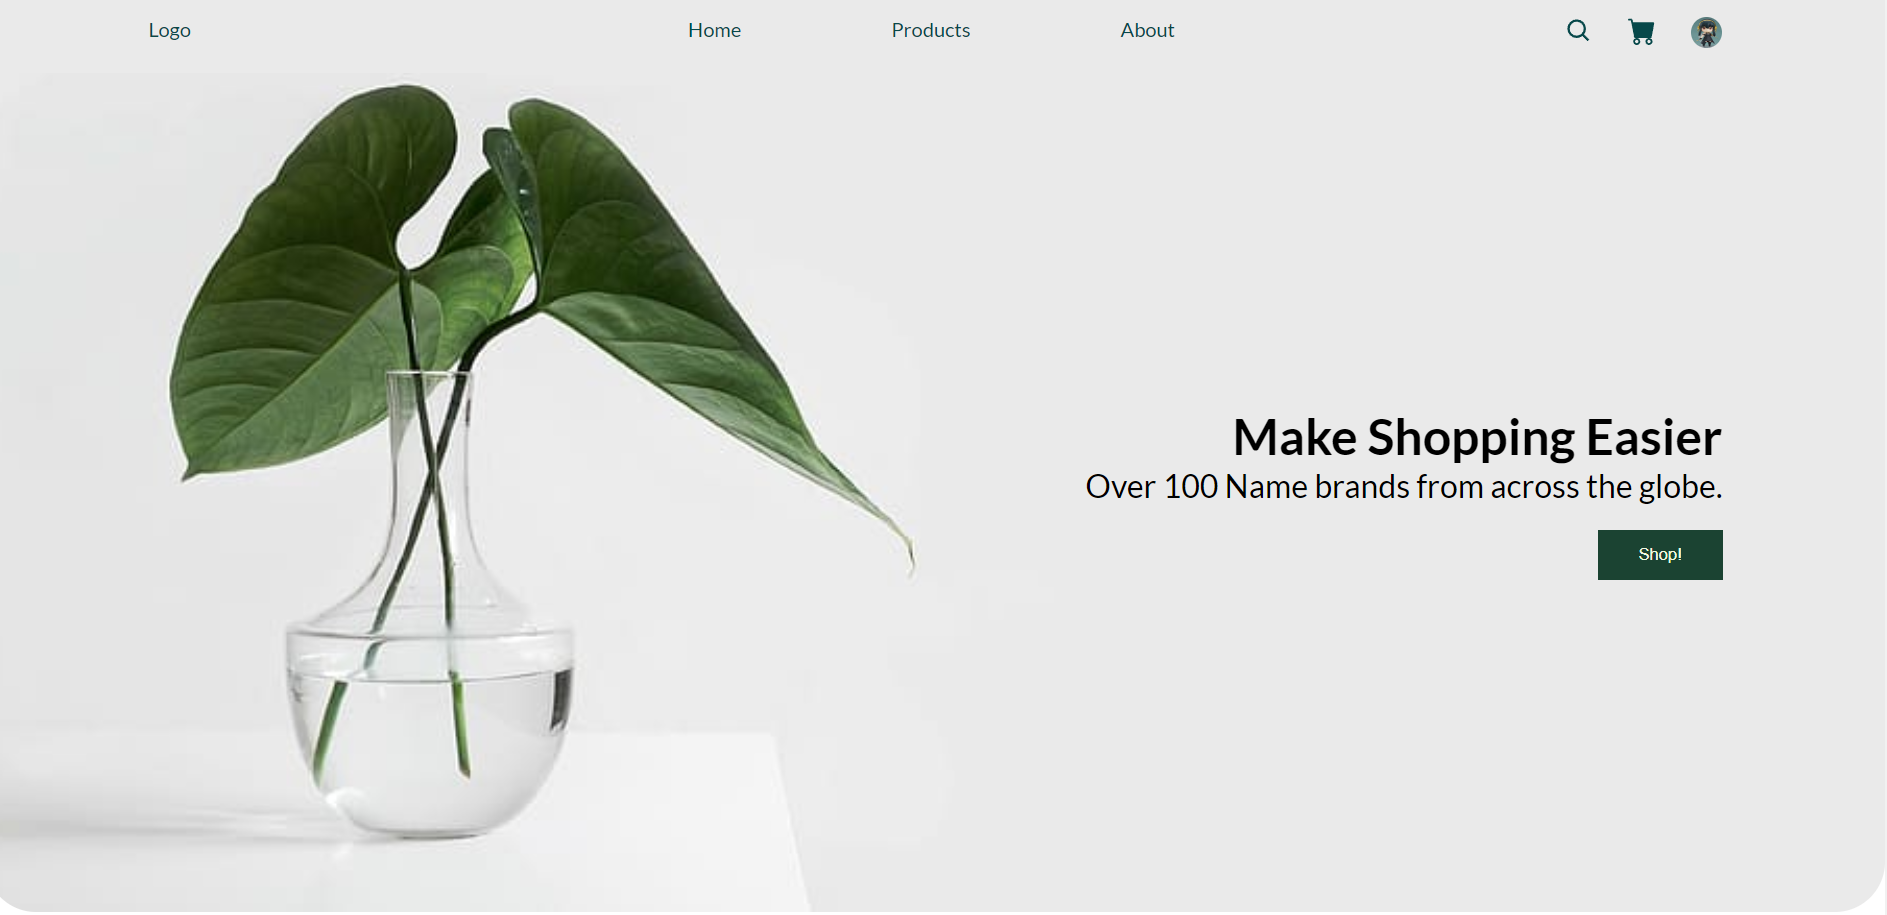 Logo
Home
Products
About
Make Shopping Easier
Over 100 Name brands from across the globe.
Shop!